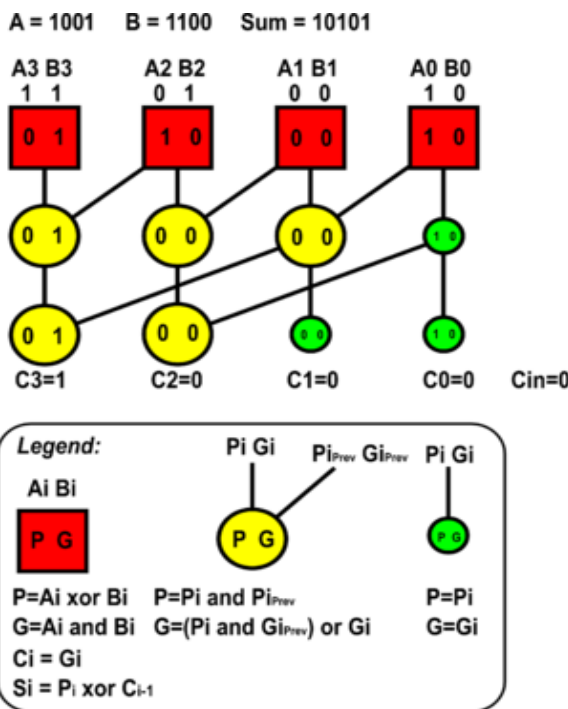 A = 1001 B = 1100 Sum = 10101
A3 B3 A2 B2 A1 B1 A0 B0
1 1 0 1 0 0 1 0
0 1 1 0 0 0 1 0
0 1 0 0 0 0 1 0
0 1 0 0 0 0 1 0
C3=1 C2=0 C1=0 C0=0 Cin=0
Legend:
Pi Gi PiPrev GiPrev Pi Gi
Ai Bi
P G P G P G
P=Ai xor Bi P=Pi and PiPrev P=Pi
G=Ai and Bi G=(Pi and GiPrev) or Gi G=Gi
Ci = Gi
Si = Pi xor Ci-1